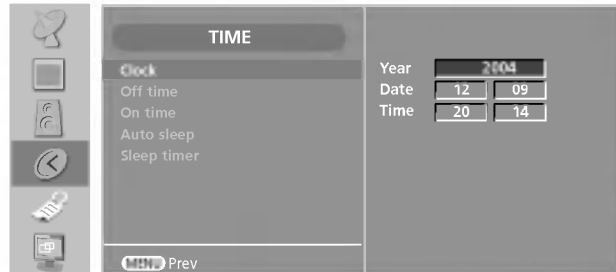 TIME
Clock
Off time
On time
Auto sleep
Sleep timer
MENU Prev
Year 2004
Date 12 09
Time 20 14